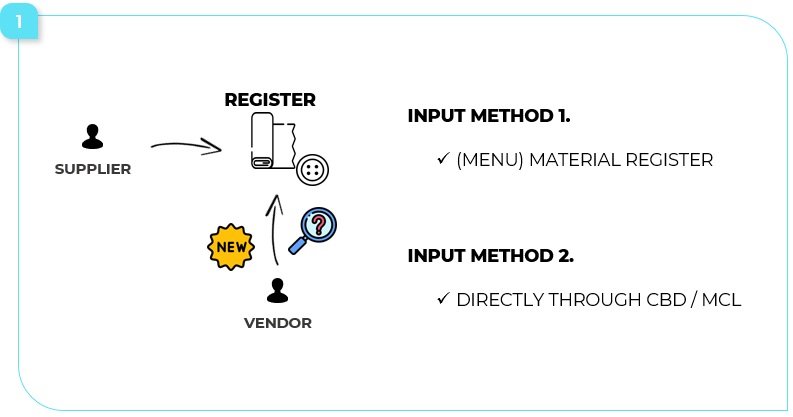 1
REGISTER
SUPPLIER
NEW
?
VENDOR
INPUT METHOD 1.
✓ (MENU) MATERIAL REGISTER
INPUT METHOD 2.
✓ DIRECTLY THROUGH CBD / MCL